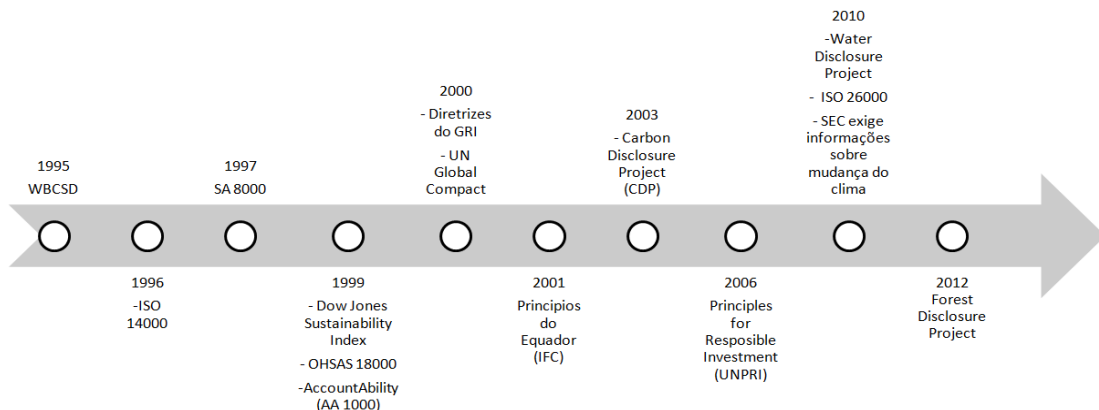 1995
WBCSD
1996
-ISO
14000
1997
SA 8000
1999
- Dow Jones
Sustainability
Index
- OHSAS 18000
-AccountAbility
(AA 1000)
2000
- Diretrizes
do GRI
- UN
Global
Compact
2001
Principios
do
Equador
(IFC)
2003
- Carbon
Disclosure
Project
(CDP)
2006
Principles
for
Resposible
Investment
(UNPRI)
2010
-Water
Disclosure
Project
- ISO 26000
- SEC exige
informações
sobre
mudança do
clima
2012
Forest
Disclosure
Project